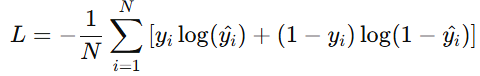 L = -\frac{1}{N} \sum_{i=1}^{N} [y_i \log(\hat{y}_i) + (1 - y_i) \log(1 - \hat{y}_i)]